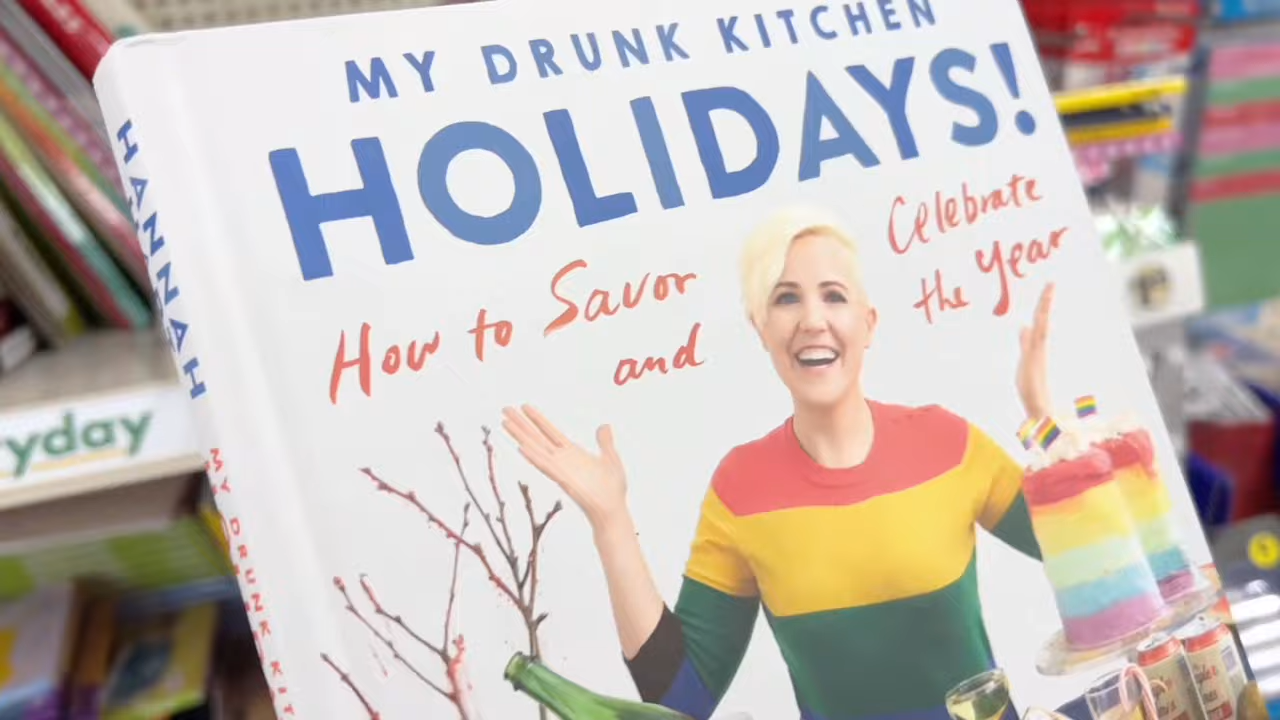 MY DRUNK KITCHEN
HOLIDAYS!
How to Savor
and
Celebrate
the Year
HANNAH
MY DRUNK KIT
yday